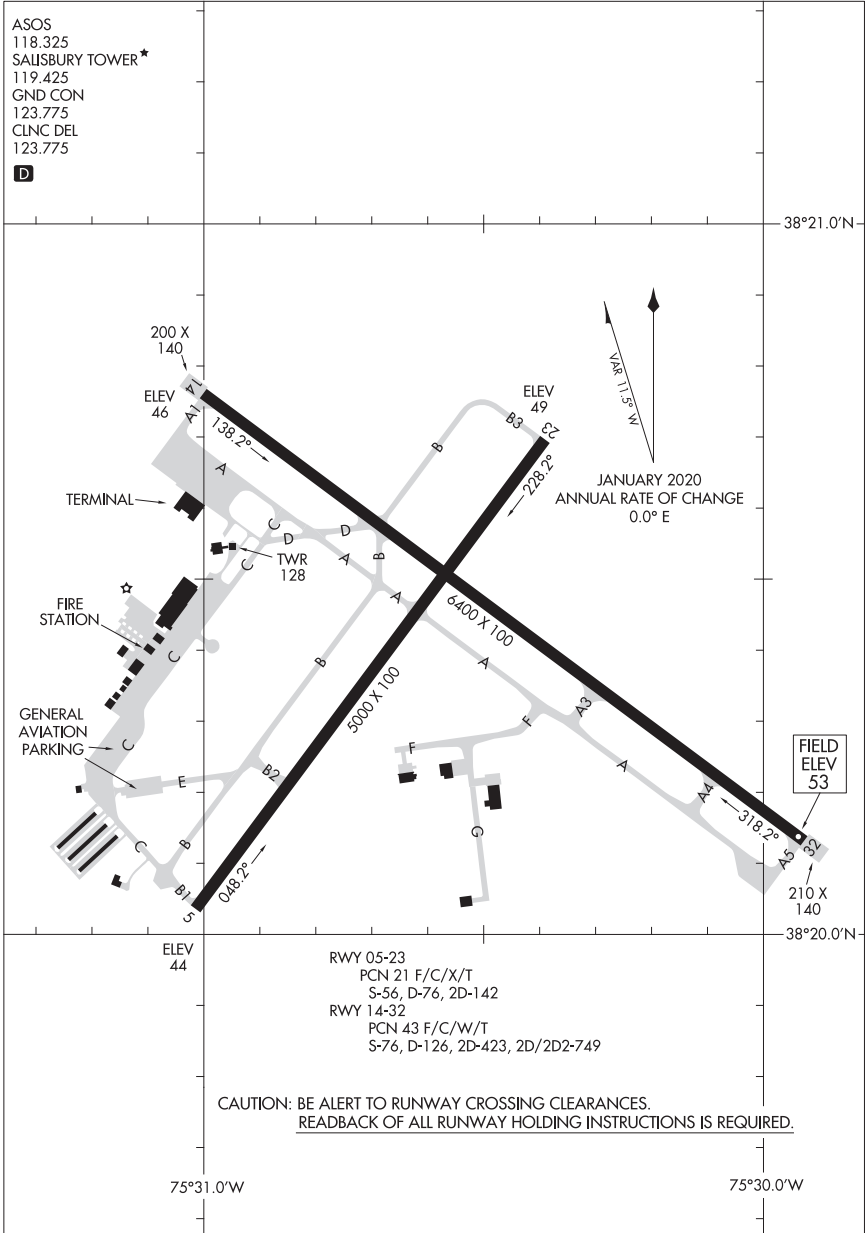 ASOS
118.325
SALISBURY TOWER
119.425
GND CON
123.775
CLNC DEL
123.775
D
38°21.0'N
200 X
140
14
ELEV
46
A1
138.2°
A
ELEV
49
23
B3
B
228.2°
VAR 11.5° W
JANUARY 2020
ANNUAL RATE OF CHANGE
0.0° E
TERMINAL
C
D
D
A
B
C
TWR
128
A
6400 X 100
FIRE
STATION
C
B
A
5000 X 100
A3
F
GENERAL
AVIATION
PARKING
C
F
A
FIELD
ELEV
53
E
B2
A4
318.2°
G
C
B
048.2°
A5
32
B1
5
210 X
140
38°20.0'N
ELEV
44
RWY 05-23
PCN 21 F/C/X/T
S-56, D-76, 2D-142
RWY 14-32
PCN 43 F/C/W/T
S-76, D-126, 2D-423, 2D/2D2-749
CAUTION: BE ALERT TO RUNWAY CROSSING CLEARANCES.
READBACK OF ALL RUNWAY HOLDING INSTRUCTIONS IS REQUIRED.
75°31.0'W
75°30.0'W